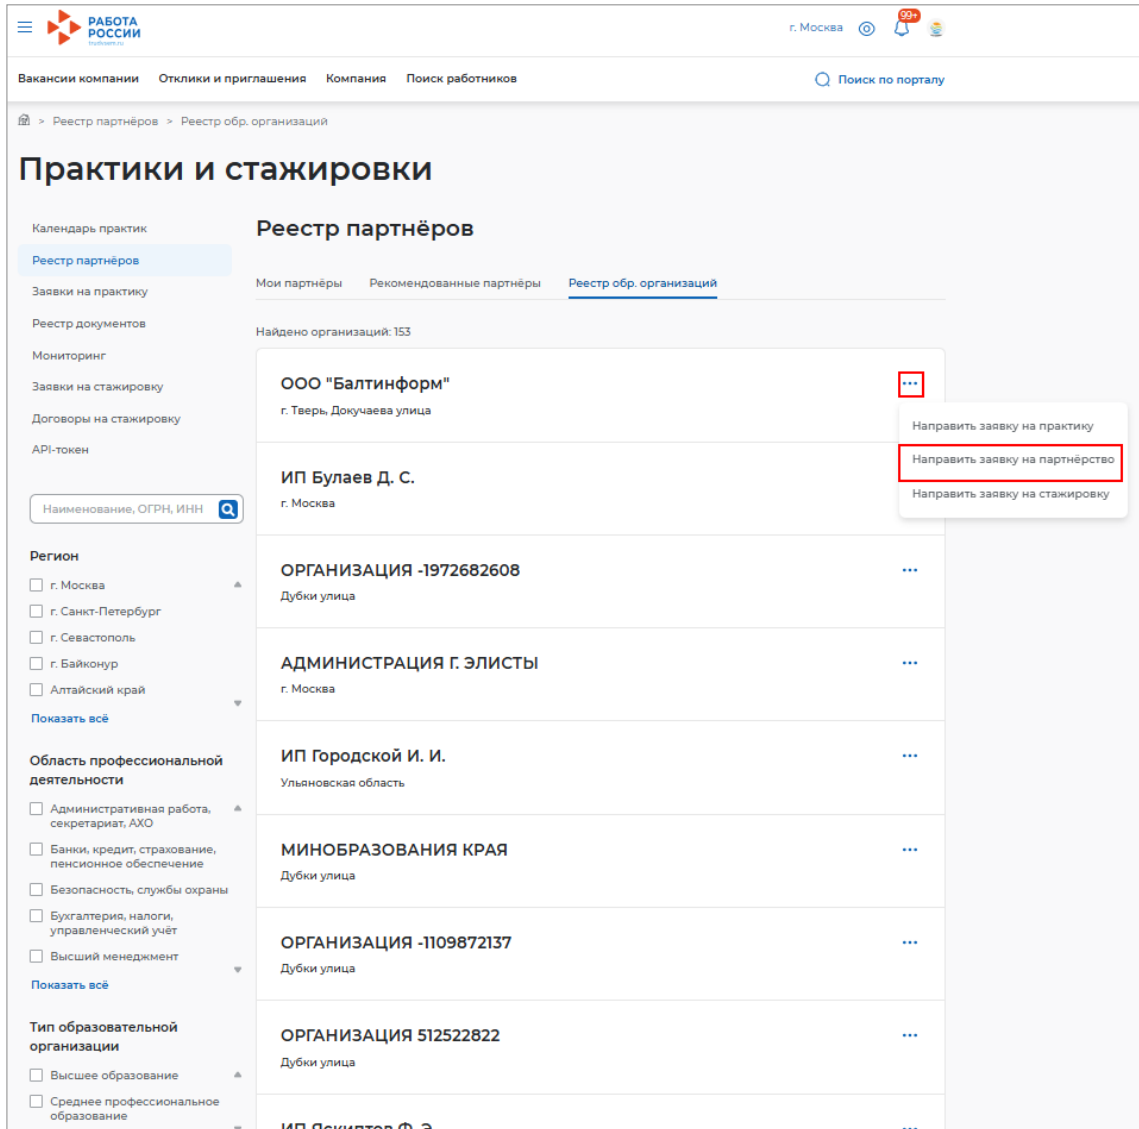 РАБОТА
РОССИИ
trudvsem.ru
г. Москва
99+
Вакансии компании Отклики и приглашения Компания Поиск работников
Поиск по порталу
> Реестр партнёров > Реестр обр. организаций
Практики и стажировки
Календарь практик
Реестр партнёров
Заявки на практику
Реестр документов
Мониторинг
Заявки на стажировку
Договоры на стажировку
API-токен
Наименование, ОГРН, ИНН
Регион
г. Москва
г. Санкт-Петербург
г. Севастополь
г. Байконур
Алтайский край
Показать всё
Область профессиональной
деятельности
Административная работа,
секретариат, АХО
Банки, кредит, страхование,
пенсионное обеспечение
Безопасность, службы охраны
Бухгалтерия, налоги,
управленческий учёт
Высший менеджмент
Показать всё
Тип образовательной
организации
Высшее образование
Среднее профессиональное
образование
Реестр партнёров
Мои партнёры Рекомендованные партнёры Реестр обр. организаций
Найдено организаций: 153
ООО "Балтинформ"
г. Тверь, Докучаева улица
Направить заявку на практику
Направить заявку на партнёрство
Направить заявку на стажировку
ИП Булаев Д. С.
г. Москва
ОРГАНИЗАЦИЯ -1972682608
Дубки улица
АДМИНИСТРАЦИЯ Г. ЭЛИСТЫ
г. Москва
ИП Городской И. И.
Ульяновская область
МИНОБРАЗОВАНИЯ КРАЯ
Дубки улица
ОРГАНИЗАЦИЯ -1109872137
Дубки улица
ОРГАНИЗАЦИЯ 512522822
Дубки улица
ИП